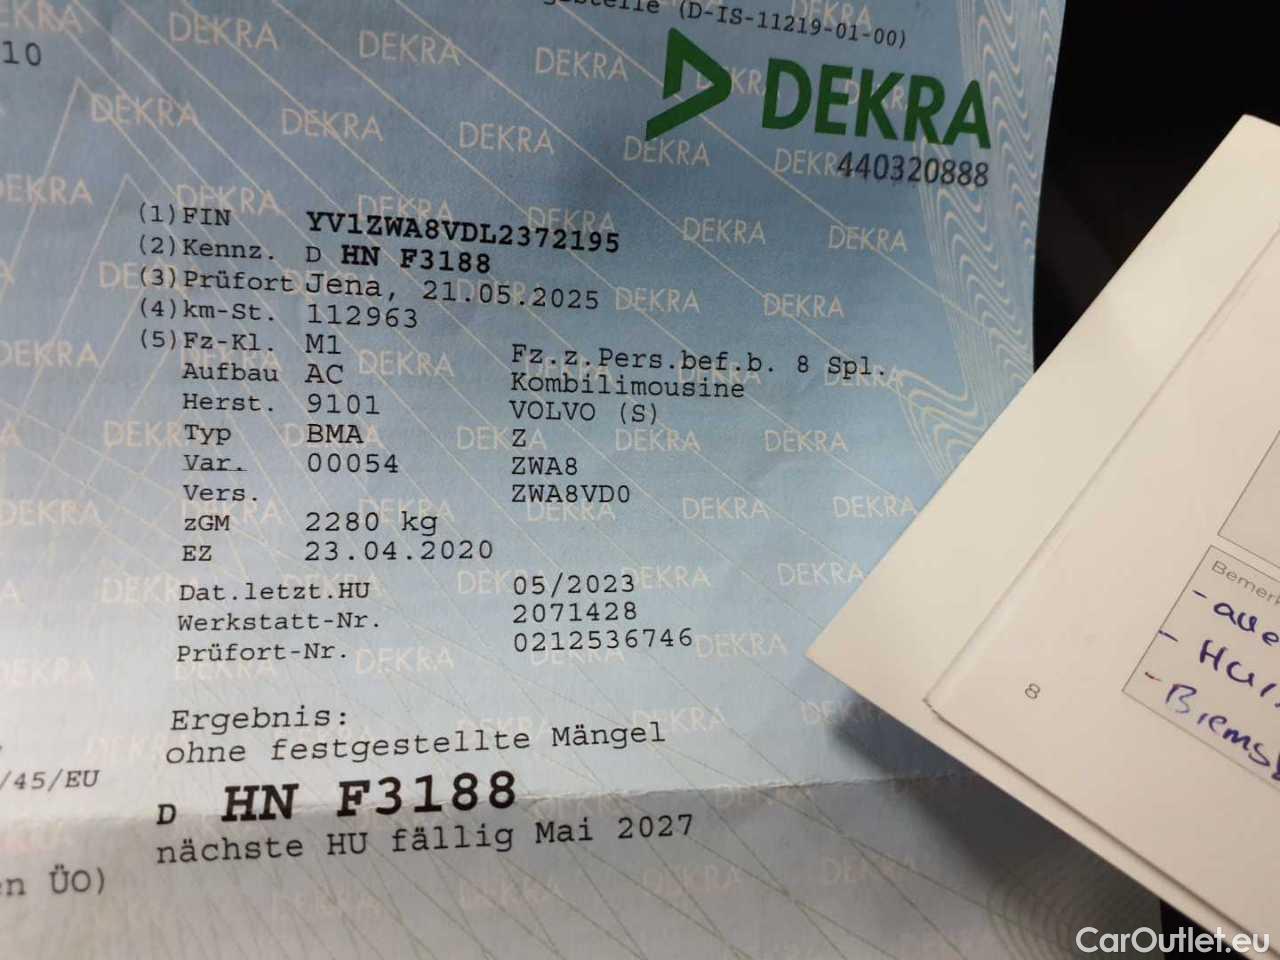 (D-IS-11219-01-00)
10
DEKRA
440320888
(1) FIN YV1ZWA8VDL2372195
(2) Kennz. D HN F3188
(3) Prüfort Jena, 21.05.2025
(4) km-St. 112963
(5) Fz-Kl. M1 Fz.z.Pers.bef.b. 8 Spl.
Aufbau AC Kombilimousine
Herst. 9101 VOLVO (S)
Typ BMA Z
Var. 00054 ZWA8
Vers. ZWA8VD0
zGM 2280 kg
EZ 23.04.2020
Dat.letzt.HU 05/2023
Werkstatt-Nr. 2071428
Prüfort-Nr. 0212536746
Ergebnis:
ohne festgestellte Mängel
/45/EU
D HN F3188
nächste HU fällig Mai 2027
ÜO)
8
CarOutlet.eu